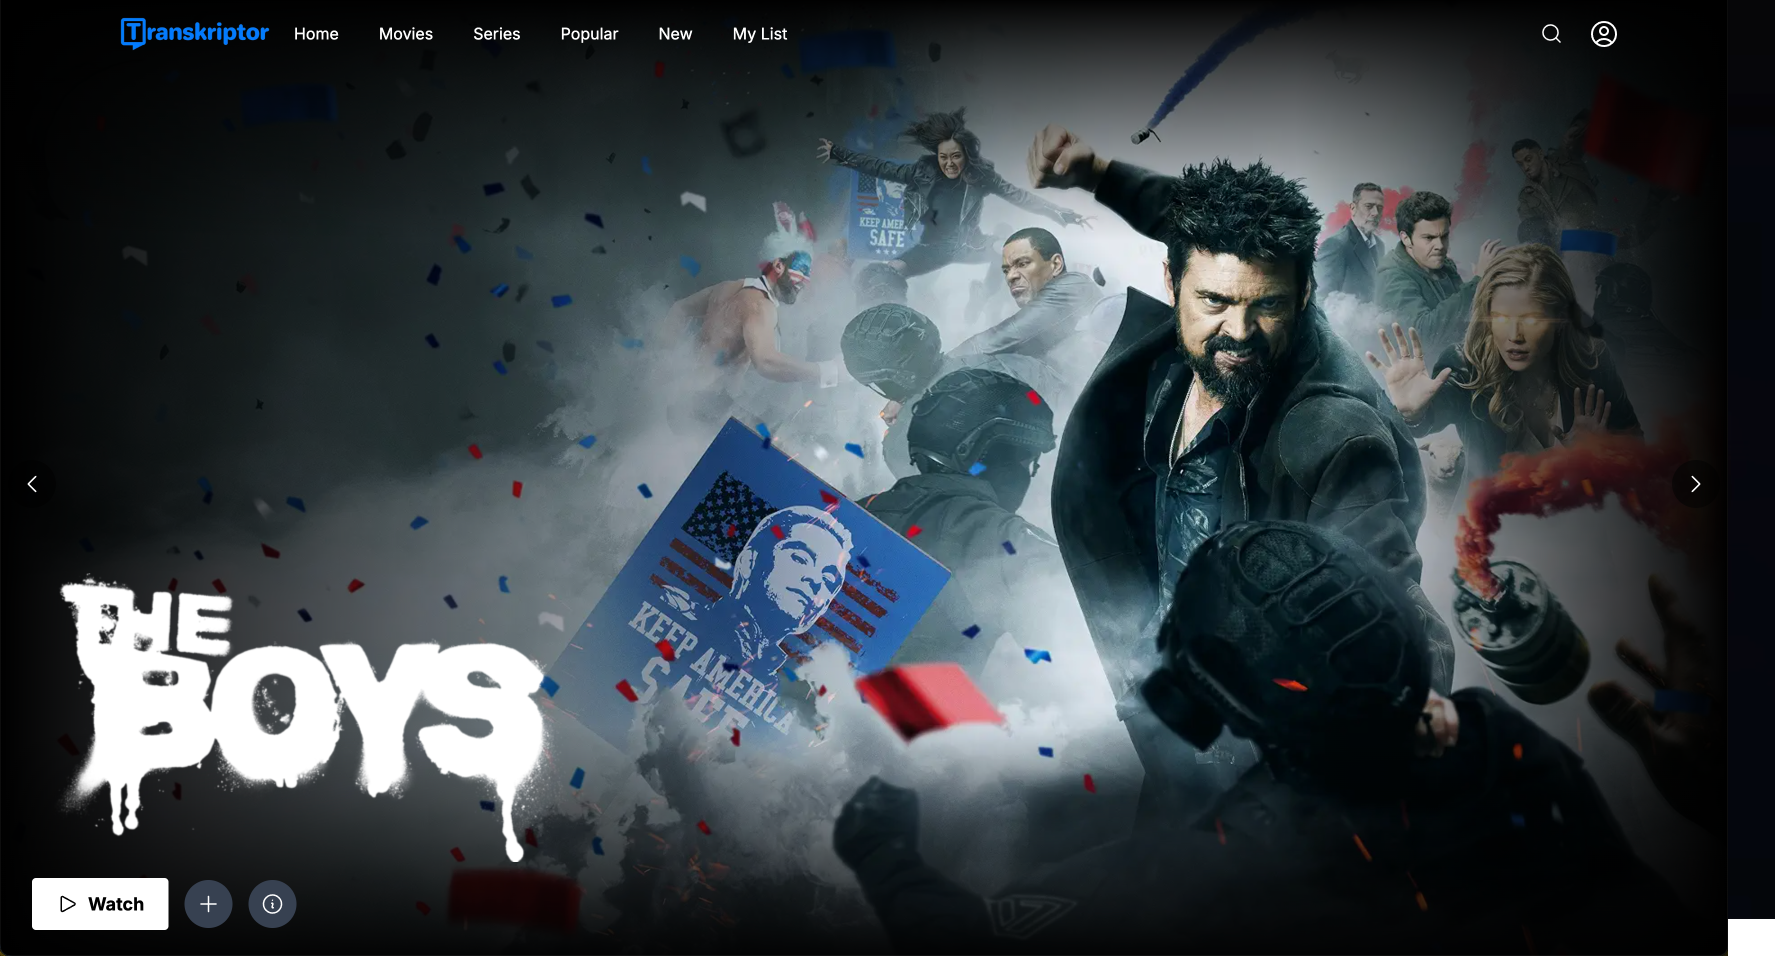 Transkriptor
Home
Movies
Series
Popular
New
My List
KEEP AMERICA
SAFE
THE
BOYS
KEEP AMERICA
SAFE
Watch